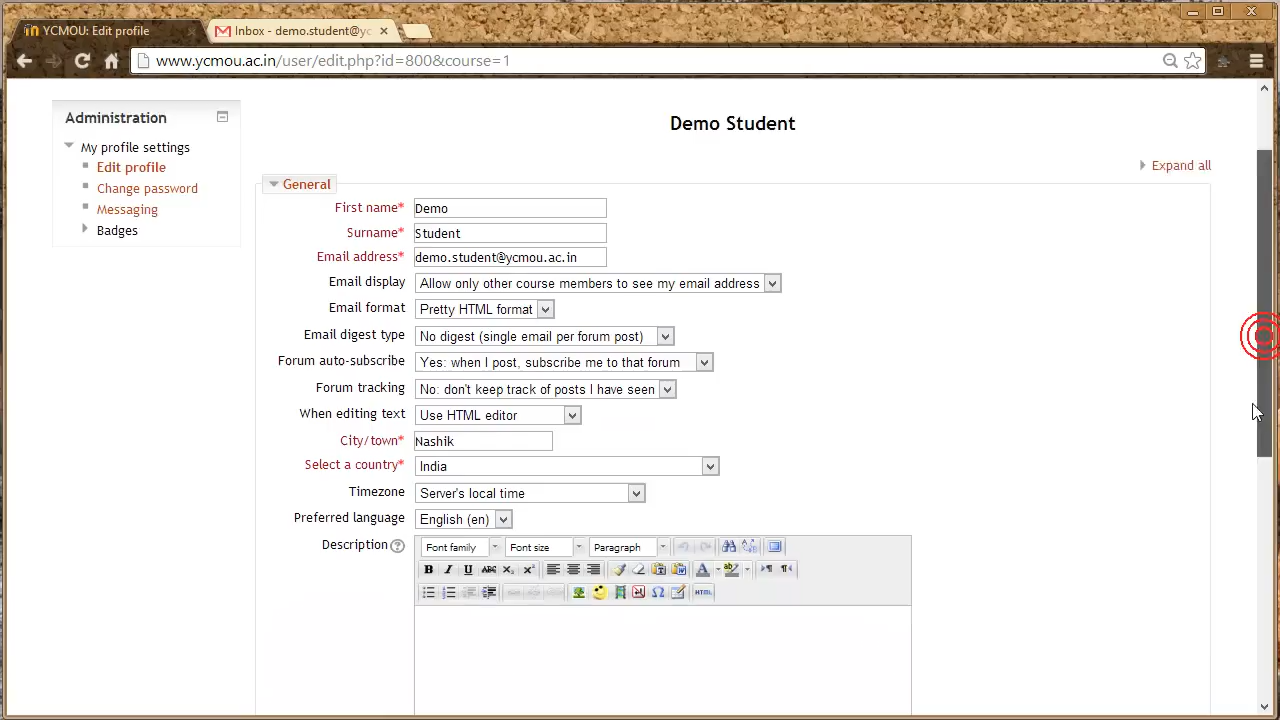 YCMOU: Edit profile
Inbox - demo.student@yc
www.ycmou.ac.in/user/edit.php?id=800&course=1
Administration
My profile settings
Edit profile
Change password
Messaging
Badges
Demo Student
Expand all
General
First name* Demo
Surname* Student
Email address* demo.student@ycmou.ac.in
Email display Allow only other course members to see my email address
Email format Pretty HTML format
Email digest type No digest (single email per forum post)
Forum auto-subscribe Yes: when I post, subscribe me to that forum
Forum tracking No: don't keep track of posts I have seen
When editing text Use HTML editor
City/town* Nashik
Select a country* India
Timezone Server's local time
Preferred language English (en)
Description Font family Font size Paragraph
B I U ABC X₂ X² A ab
Ω HTML